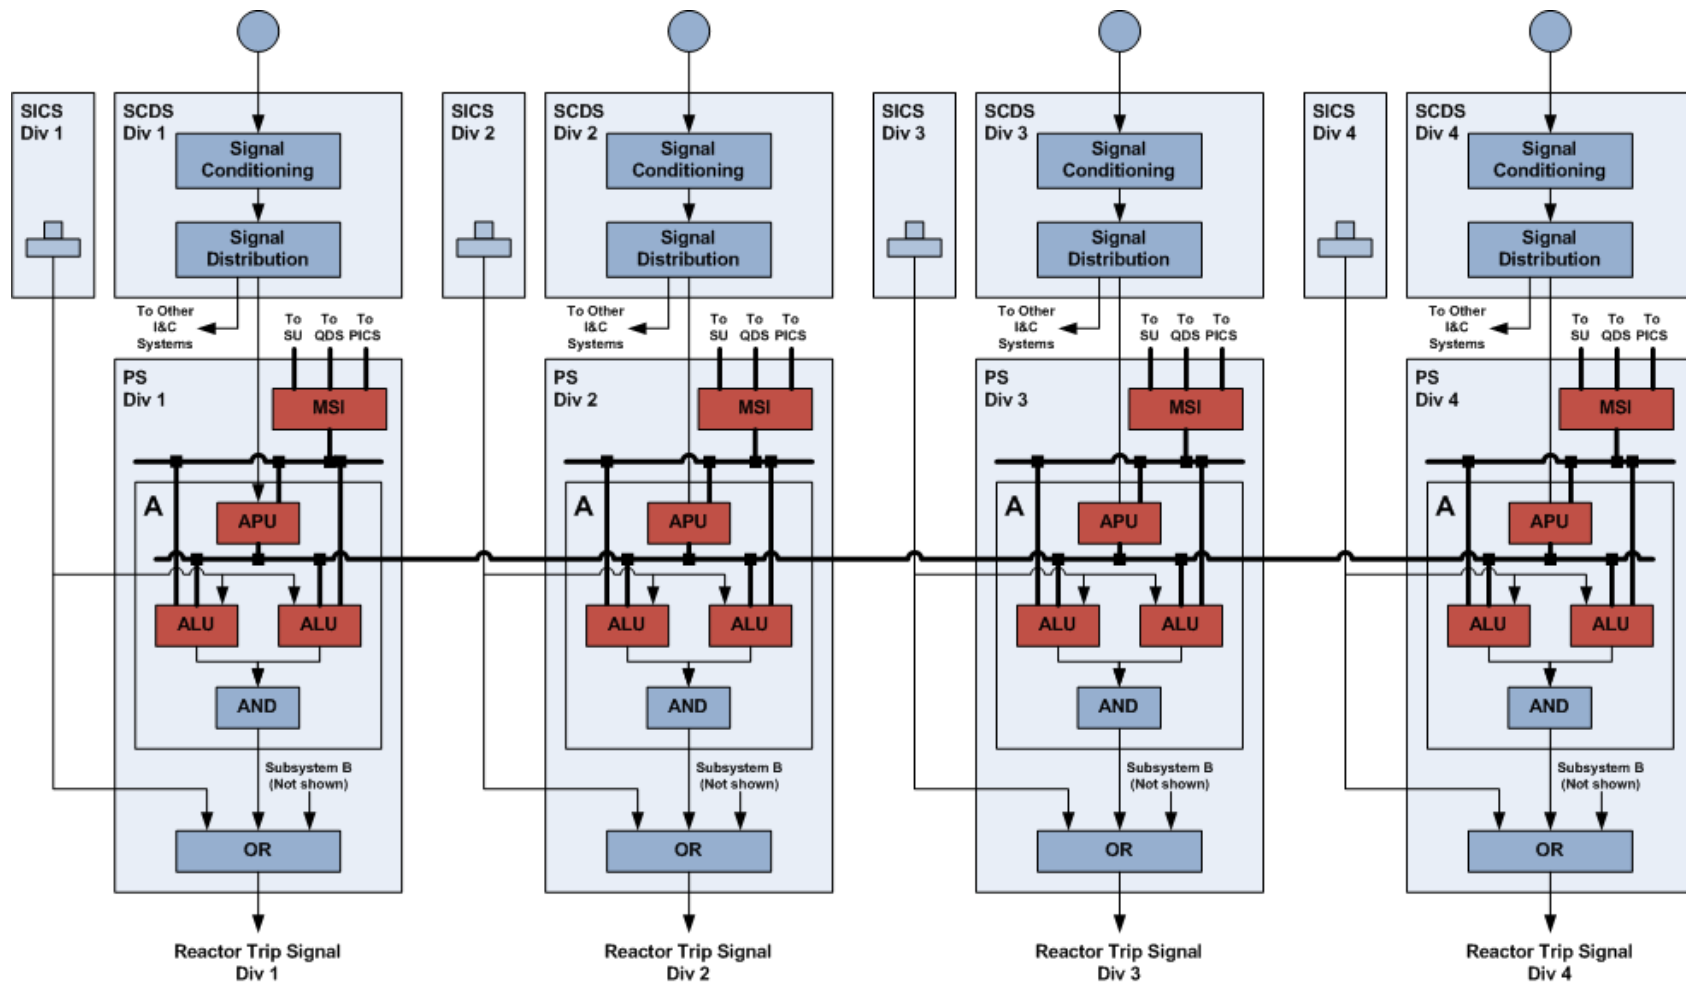 SICS
Div 1
SCDS
Div 1
Signal
Conditioning
Signal
Distribution
To Other
I&C
Systems
To
SU
To
QDS
To
PICS
PS
Div 1
MSI
A
APU
ALU
ALU
AND
Subsystem B
(Not shown)
OR
Reactor Trip Signal
Div 1
SICS
Div 2
SCDS
Div 2
Signal
Conditioning
Signal
Distribution
To Other
I&C
Systems
To
SU
To
QDS
To
PICS
PS
Div 2
MSI
A
APU
ALU
ALU
AND
Subsystem B
(Not shown)
OR
Reactor Trip Signal
Div 2
SICS
Div 3
SCDS
Div 3
Signal
Conditioning
Signal
Distribution
To Other
I&C
Systems
To
SU
To
QDS
To
PICS
PS
Div 3
MSI
A
APU
ALU
ALU
AND
Subsystem B
(Not shown)
OR
Reactor Trip Signal
Div 3
SICS
Div 4
SCDS
Div 4
Signal
Conditioning
Signal
Distribution
To Other
I&C
Systems
To
SU
To
QDS
To
PICS
PS
Div 4
MSI
A
APU
ALU
ALU
AND
Subsystem B
(Not shown)
OR
Reactor Trip Signal
Div 4